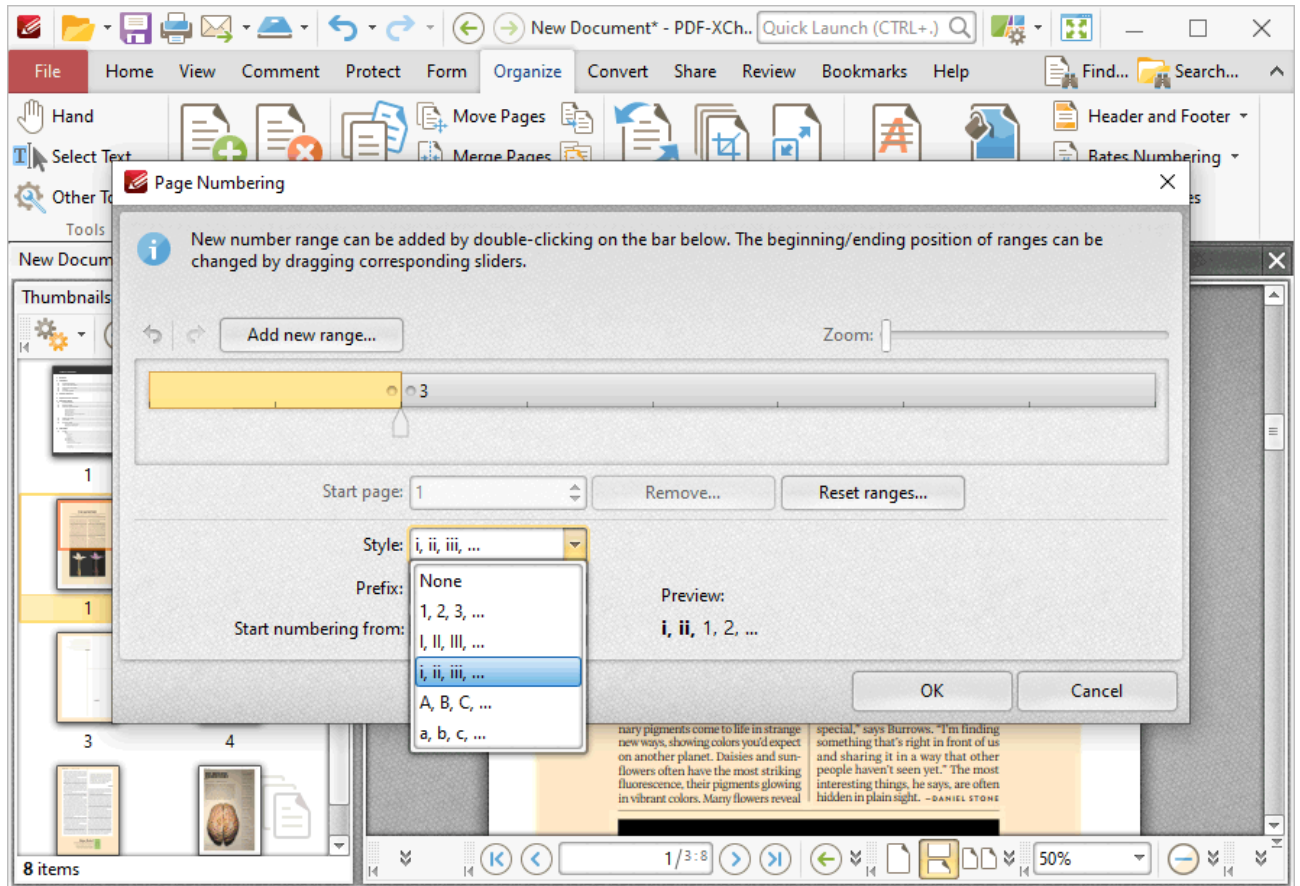 New Document* - PDF-XCh..
Quick Launch (CTRL+.)
File Home View Comment Protect Form Organize Convert Share Review Bookmarks Help Find... Search...
Hand
Select Text
Other To
Tools
Move Pages
Merge Pages
Header and Footer
Bates Numbering
es
New Docum
Thumbnails
Page Numbering
New number range can be added by double-clicking on the bar below. The beginning/ending position of ranges can be
changed by dragging corresponding sliders.
Add new range...
Zoom:
3
Start page: 1 Remove... Reset ranges...
Style: i, ii, iii, ...
None
1, 2, 3, ...
I, II, III, ...
i, ii, iii, ...
A, B, C, ...
a, b, c, ...
Prefix:
Start numbering from:
Preview:
i, ii, 1, 2, ...
OK Cancel
1
1
3 4
8 items
nary pigments come to life in strange
new ways, showing colors you'd expect
on another planet. Daisies and sun-
flowers often have the most striking
fluorescence, their pigments glowing
in vibrant colors. Many flowers reveal
special," says Burrows. "I'm finding
something that's right in front of us
and sharing it in a way that other
people haven't seen yet." The most
interesting things, he says, are often
hidden in plain sight. –DANIEL STONE
1/3:8
50%